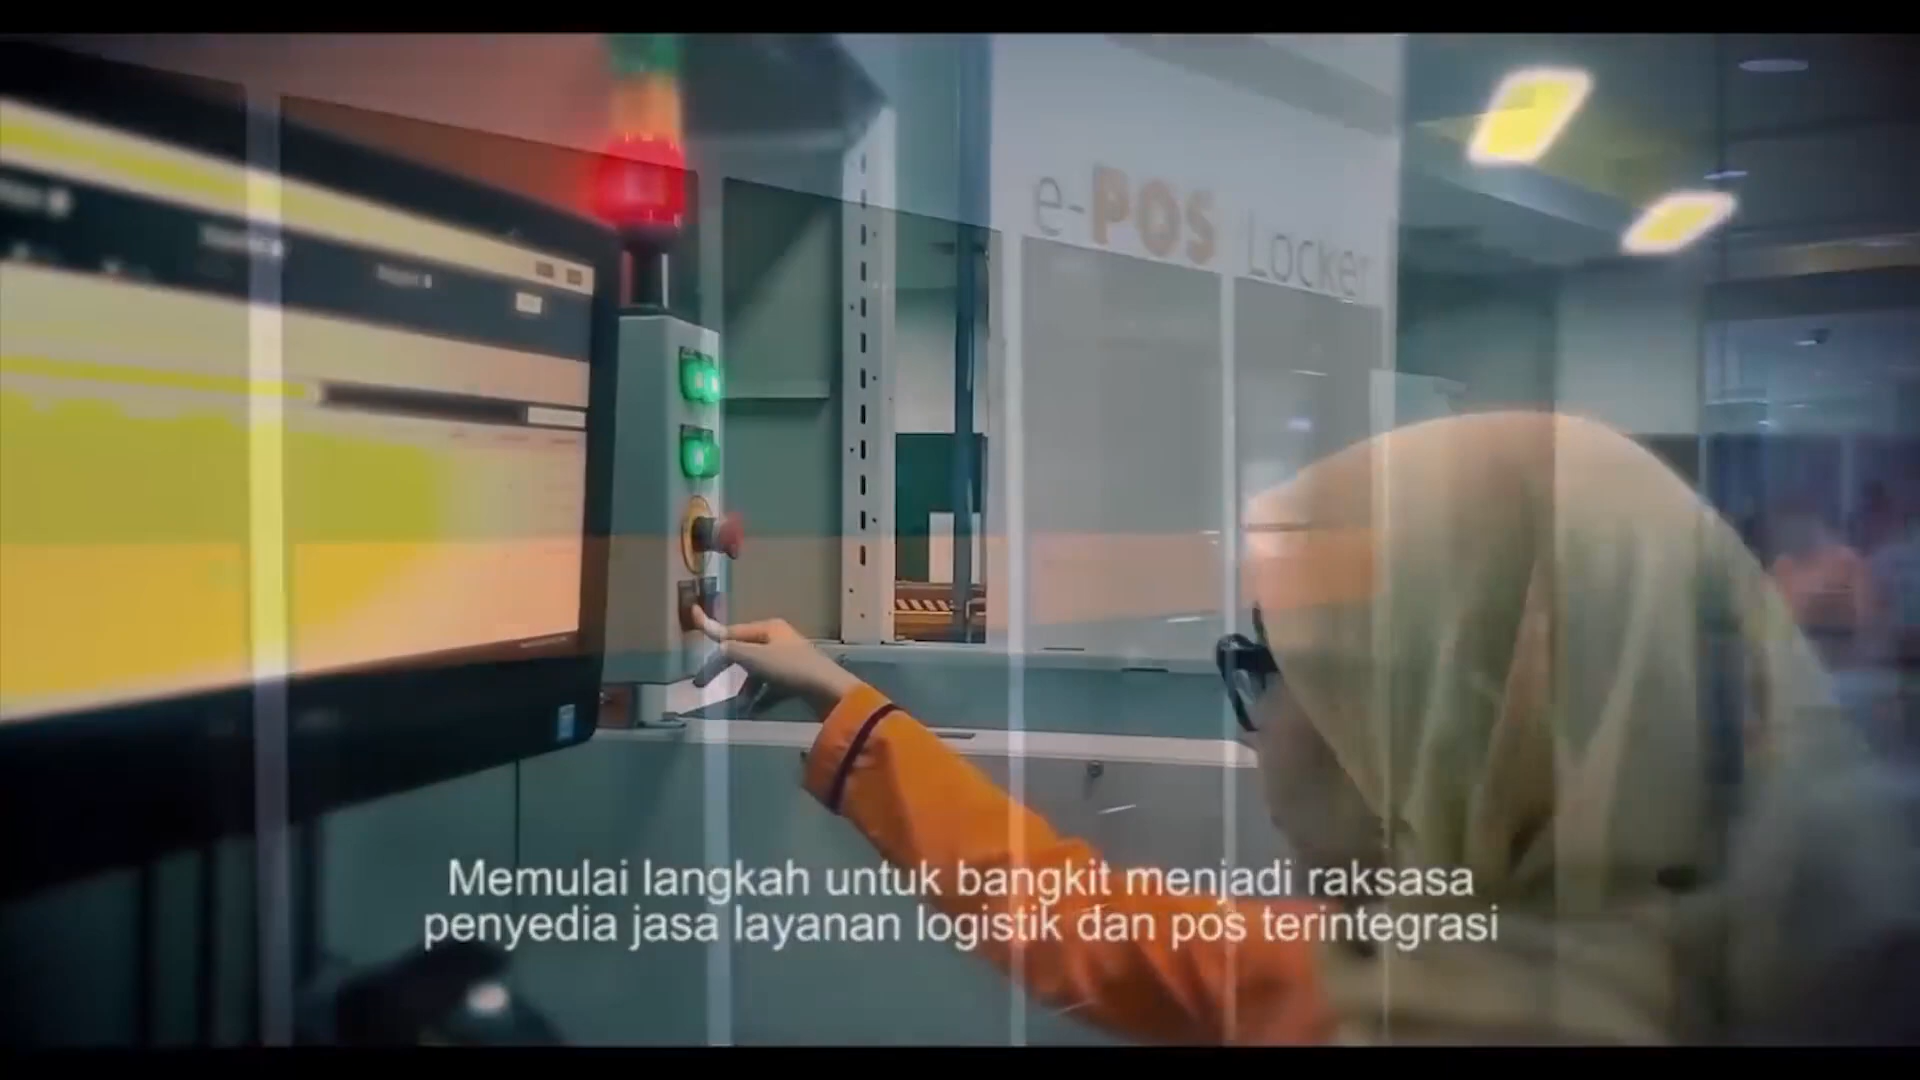 e-POS Locker
Memulai langkah untuk bangkit menjadi raksasa
penyedia jasa layanan logistik dan pos terintegrasi